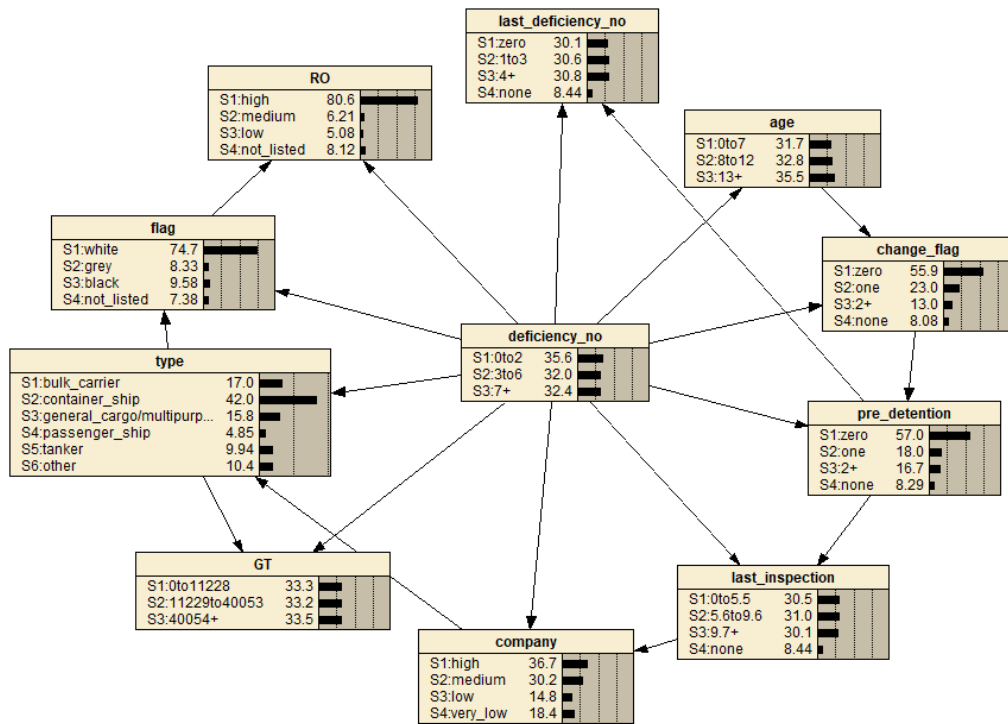 last_deficiency_no
S1:zero 30.1
S2:1to3 30.6
S3:4+ 30.8
S4:none 8.44
RO
S1:high 80.6
S2:medium 6.21
S3:low 5.08
S4:not_listed 8.12
age
S1:0to7 31.7
S2:8to12 32.8
S3:13+ 35.5
flag
S1:white 74.7
S2:grey 8.33
S3:black 9.58
S4:not_listed 7.38
change_flag
S1:zero 55.9
S2:one 23.0
S3:2+ 13.0
S4:none 8.08
deficiency_no
S1:0to2 35.6
S2:3to6 32.0
S3:7+ 32.4
type
S1:bulk_carrier 17.0
S2:container_ship 42.0
S3:general_cargo/multipurp... 15.8
S4:passenger_ship 4.85
S5:tanker 9.94
S6:other 10.4
pre_detention
S1:zero 57.0
S2:one 18.0
S3:2+ 16.7
S4:none 8.29
GT
S1:0to11228 33.3
S2:11229to40053 33.2
S3:40054+ 33.5
last_inspection
S1:0to5.5 30.5
S2:5.6to9.6 31.0
S3:9.7+ 30.1
S4:none 8.44
company
S1:high 36.7
S2:medium 30.2
S3:low 14.8
S4:very_low 18.4